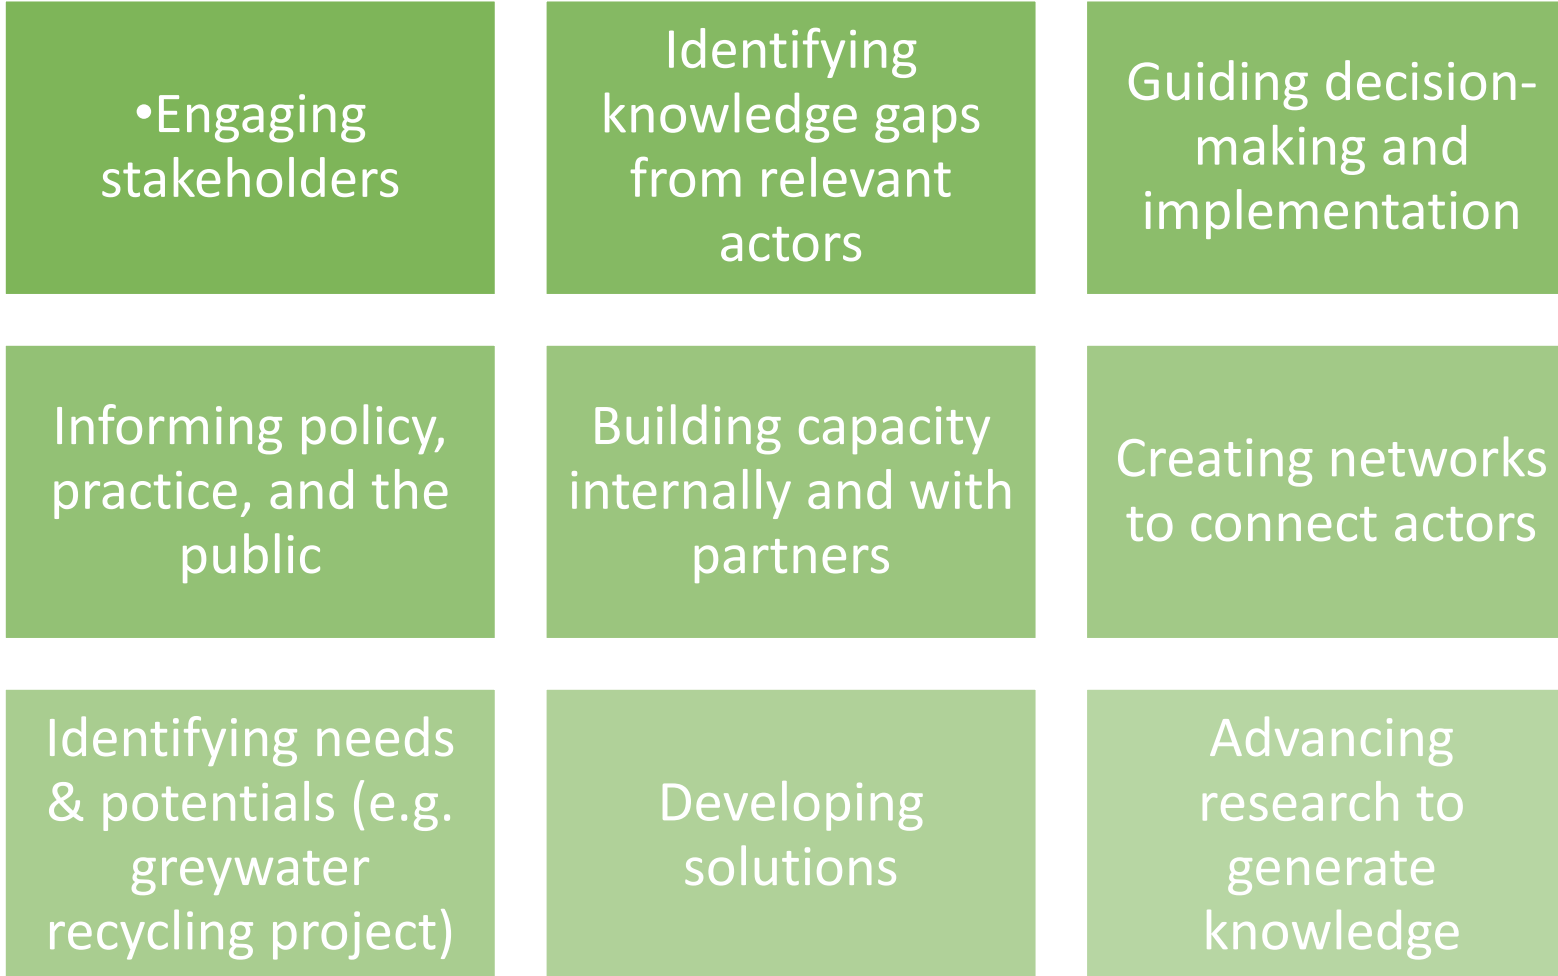 •Engaging
stakeholders
Identifying
knowledge gaps
from relevant
actors
Guiding decision-
making and
implementation
Informing policy,
practice, and the
public
Building capacity
internally and with
partners
Creating networks
to connect actors
Identifying needs
& potentials (e.g.
greywater
recycling project)
Developing
solutions
Advancing
research to
generate
knowledge